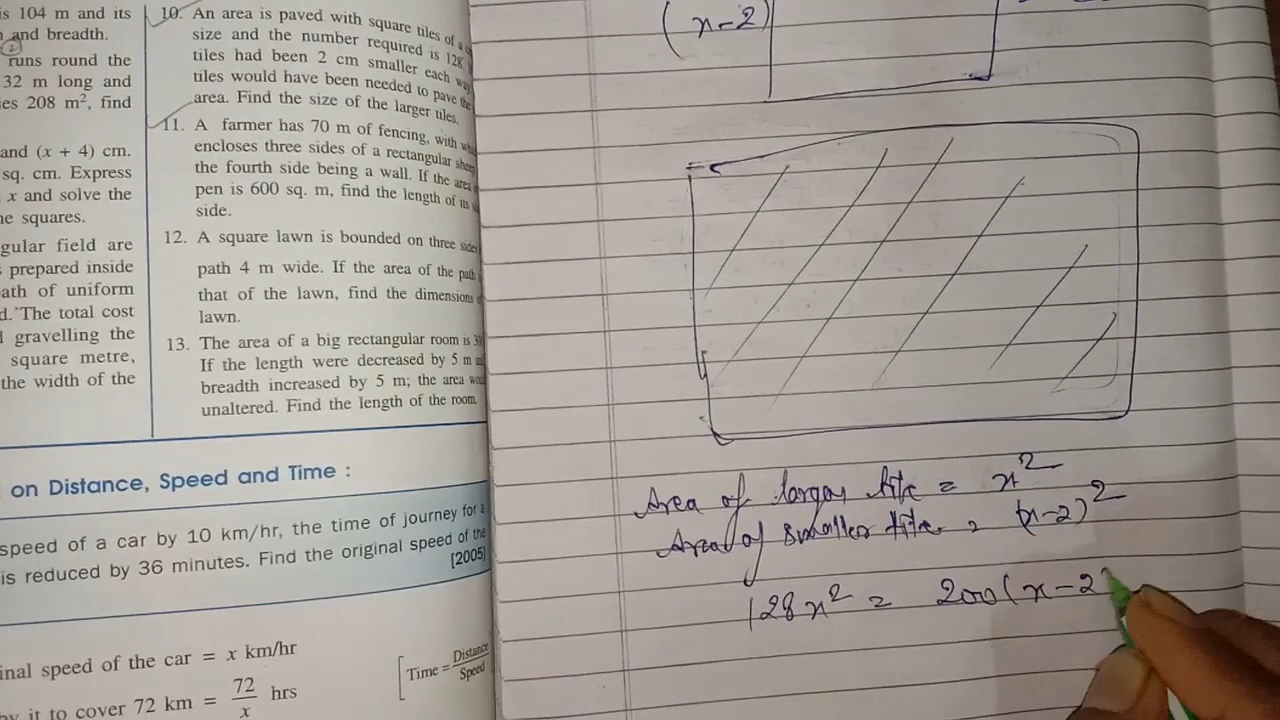 is 104 m and its
and breadth.
runs round the
32 m long and
208 m², find
and (x + 4) cm.
sq. cm. Express
x and solve the
squares.
gular field are
prepared inside
ath of uniform
The total cost
gravelling the
square metre,
the width of the
10. An area is paved with square tiles of a
size and the number required is 128
tiles had been 2 cm smaller each way
tiles would have been needed to pave the
area. Find the size of the larger tiles.
11. A farmer has 70 m of fencing, with
encloses three sides of a rectangular
the fourth side being a wall. If the area
pen is 600 sq. m, find the length of its
side.
12. A square lawn is bounded on three sides
path 4 m wide. If the area of the path
that of the lawn, find the dimensions
lawn.
13. The area of a big rectangular room is
If the length were decreased by 5 m
breadth increased by 5 m; the area
unaltered. Find the length of the room.
on Distance, Speed and Time :
speed of a car by 10 km/hr, the time of journey for a
is reduced by 36 minutes. Find the original speed of the
[2005]
inal speed of the car = x km/hr
[Time = Distance/Speed
it to cover 72 km = 72/x hrs
(x-2)
Area of larger tile = x²
Area of smaller tile = (x-2)²
128x² = 200(x-2